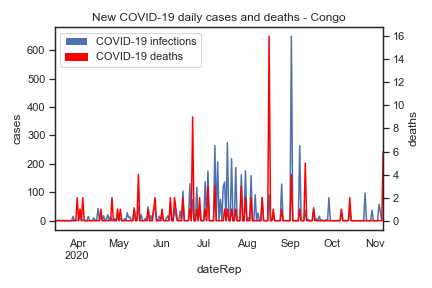 New COVID-19 daily cases and deaths - Congo
COVID-19 infections
COVID-19 deaths
cases
600
500
400
300
200
100
0
deaths
16
14
12
10
8
6
4
2
0
Apr May Jun Jul Aug Sep Oct Nov
2020
dateRep